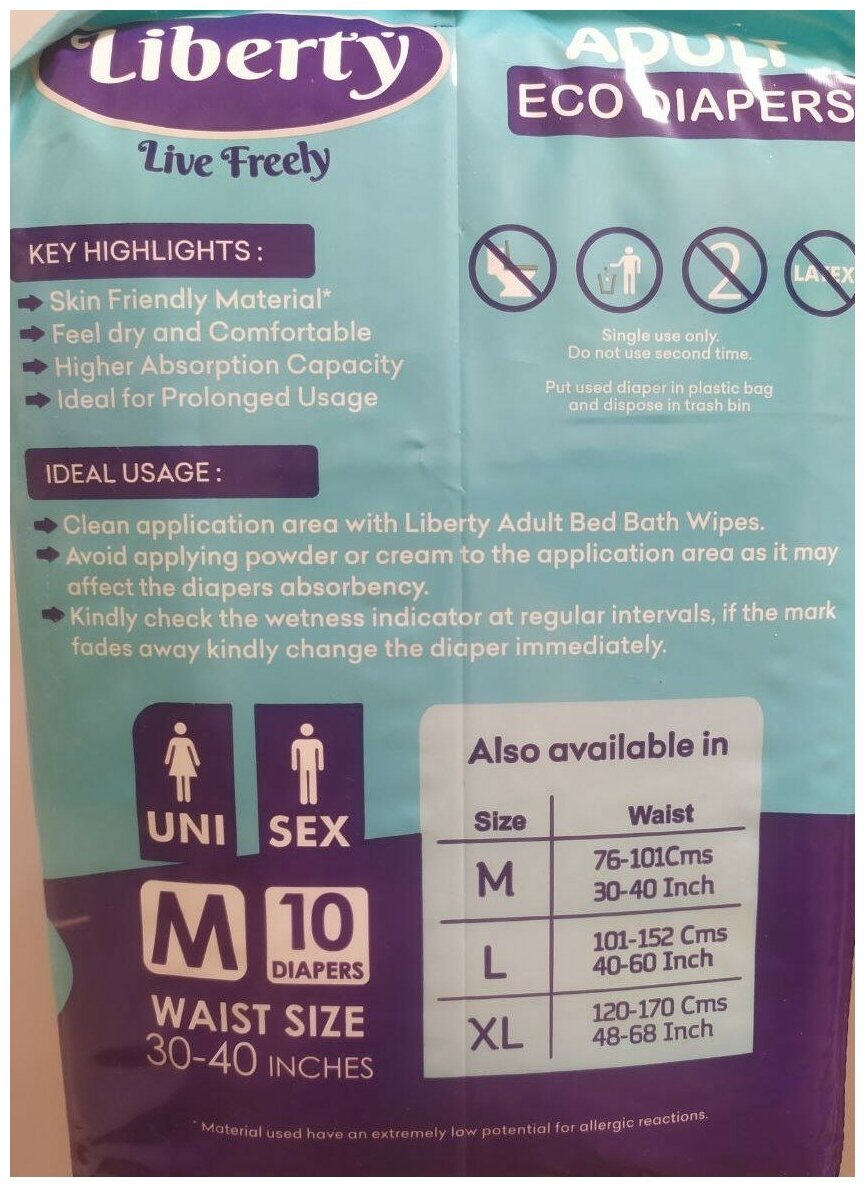 Liberty
Live Freely
ADULT
ECO DIAPERS
KEY HIGHLIGHTS :
Skin Friendly Material*
Feel dry and Comfortable
Higher Absorption Capacity
Ideal for Prolonged Usage
2
LATEX
Single use only.
Do not use second time.
Put used diaper in plastic bag
and dispose in trash bin
IDEAL USAGE :
Clean application area with Liberty Adult Bed Bath Wipes.
Avoid applying powder or cream to the application area as it may
affect the diapers absorbency.
Kindly check the wetness indicator at regular intervals, if the mark
fades away kindly change the diaper immediately.
UNI SEX
M 10
DIAPERS
WAIST SIZE
30-40 INCHES
Also available in
Size Waist
M 76-101Cms
30-40 Inch
L 101-152 Cms
40-60 Inch
XL 120-170 Cms
48-68 Inch
* Material used have an extremely low potential for allergic reactions.